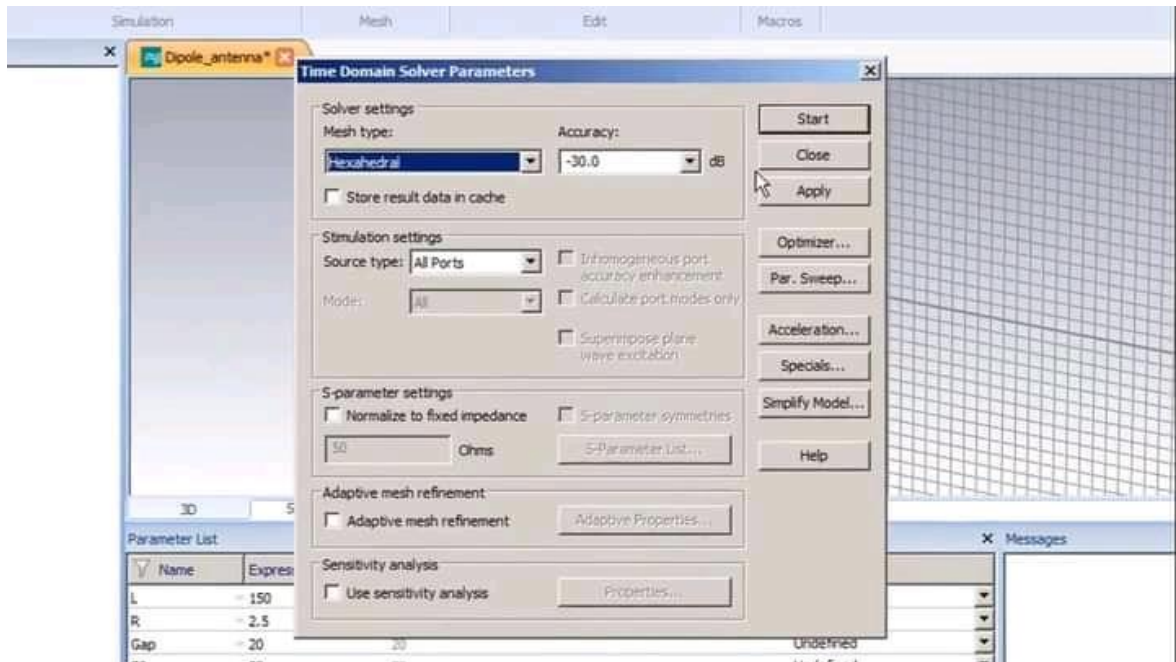 Simulation Mesh Edit Macros
Dipole_antenna*
Time Domain Solver Parameters
Solver settings
Mesh type:
Accuracy:
Hexahedral
-30.0
dB
Store result data in cache
Start
Close
Apply
Stimulation settings
Source type:
All Ports
Inhomogeneous port
accuracy enhancement
Mode:
All
Calculate port modes only
Superimpose plane
wave excitation
Optimizer...
Par. Sweep...
Acceleration...
Specials...
Simplify Model...
Help
S-parameter settings
Normalize to fixed impedance
S-parameter symmetries
50
Ohms
S-Parameter List...
Adaptive mesh refinement
Adaptive mesh refinement
Adaptive Properties...
Sensitivity analysis
Use sensitivity analysis
Properties...
3D
Parameter List
Messages
Name
Expres
L
150
R
2.5
Gap
20
20
Undefined